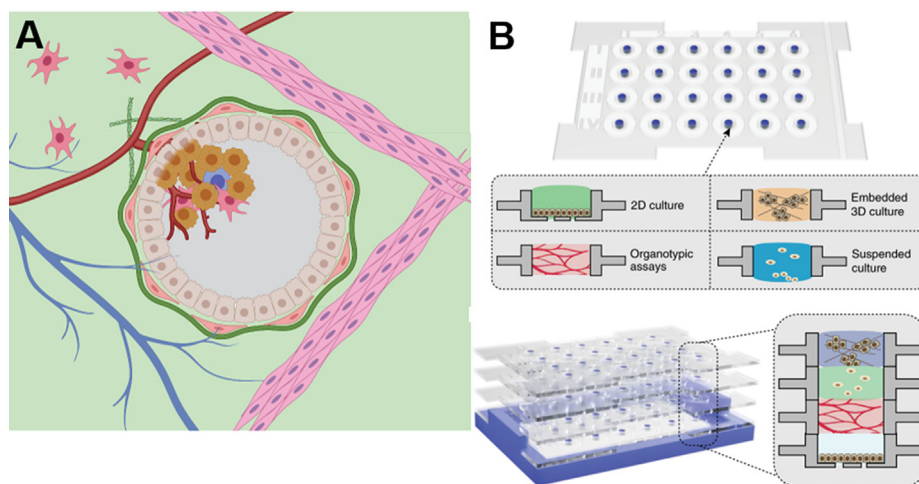 A
B
2D culture
Embedded
3D culture
Organotypic
assays
Suspended
culture